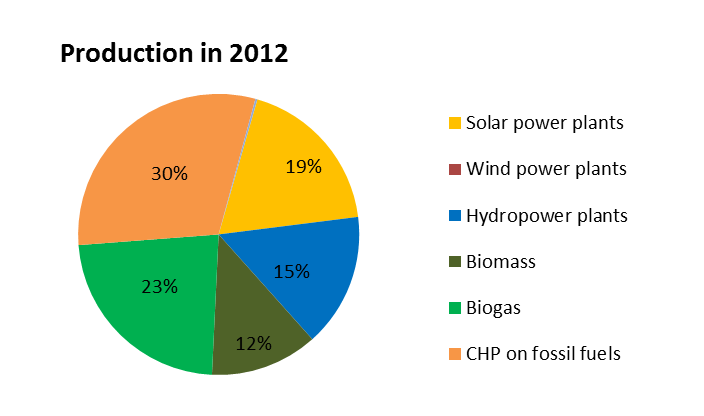 Production in 2012
Solar power plants
19%
30%
Wind power plants
Hydropower plants
15%
Biomass
23%
Biogas
12%
CHP on fossil fuels